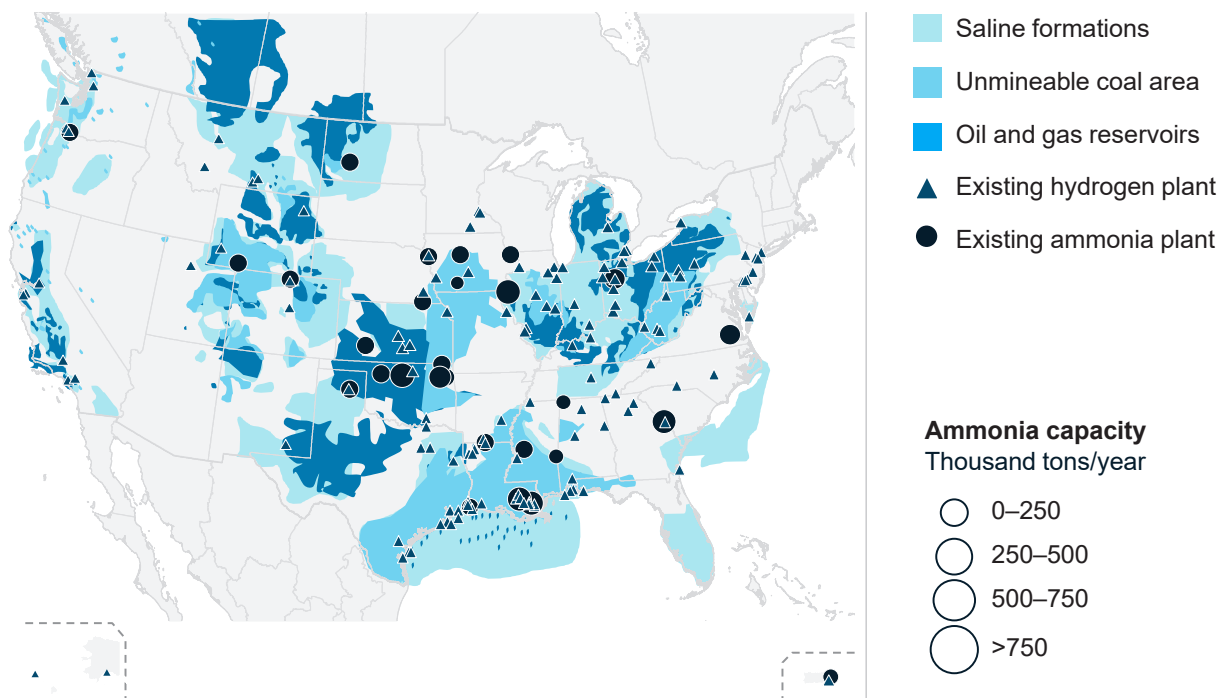 Saline formations
Unmineable coal area
Oil and gas reservoirs
Existing hydrogen plant
Existing ammonia plant
Ammonia capacity
Thousand tons/year
0–250
250–500
500–750
>750